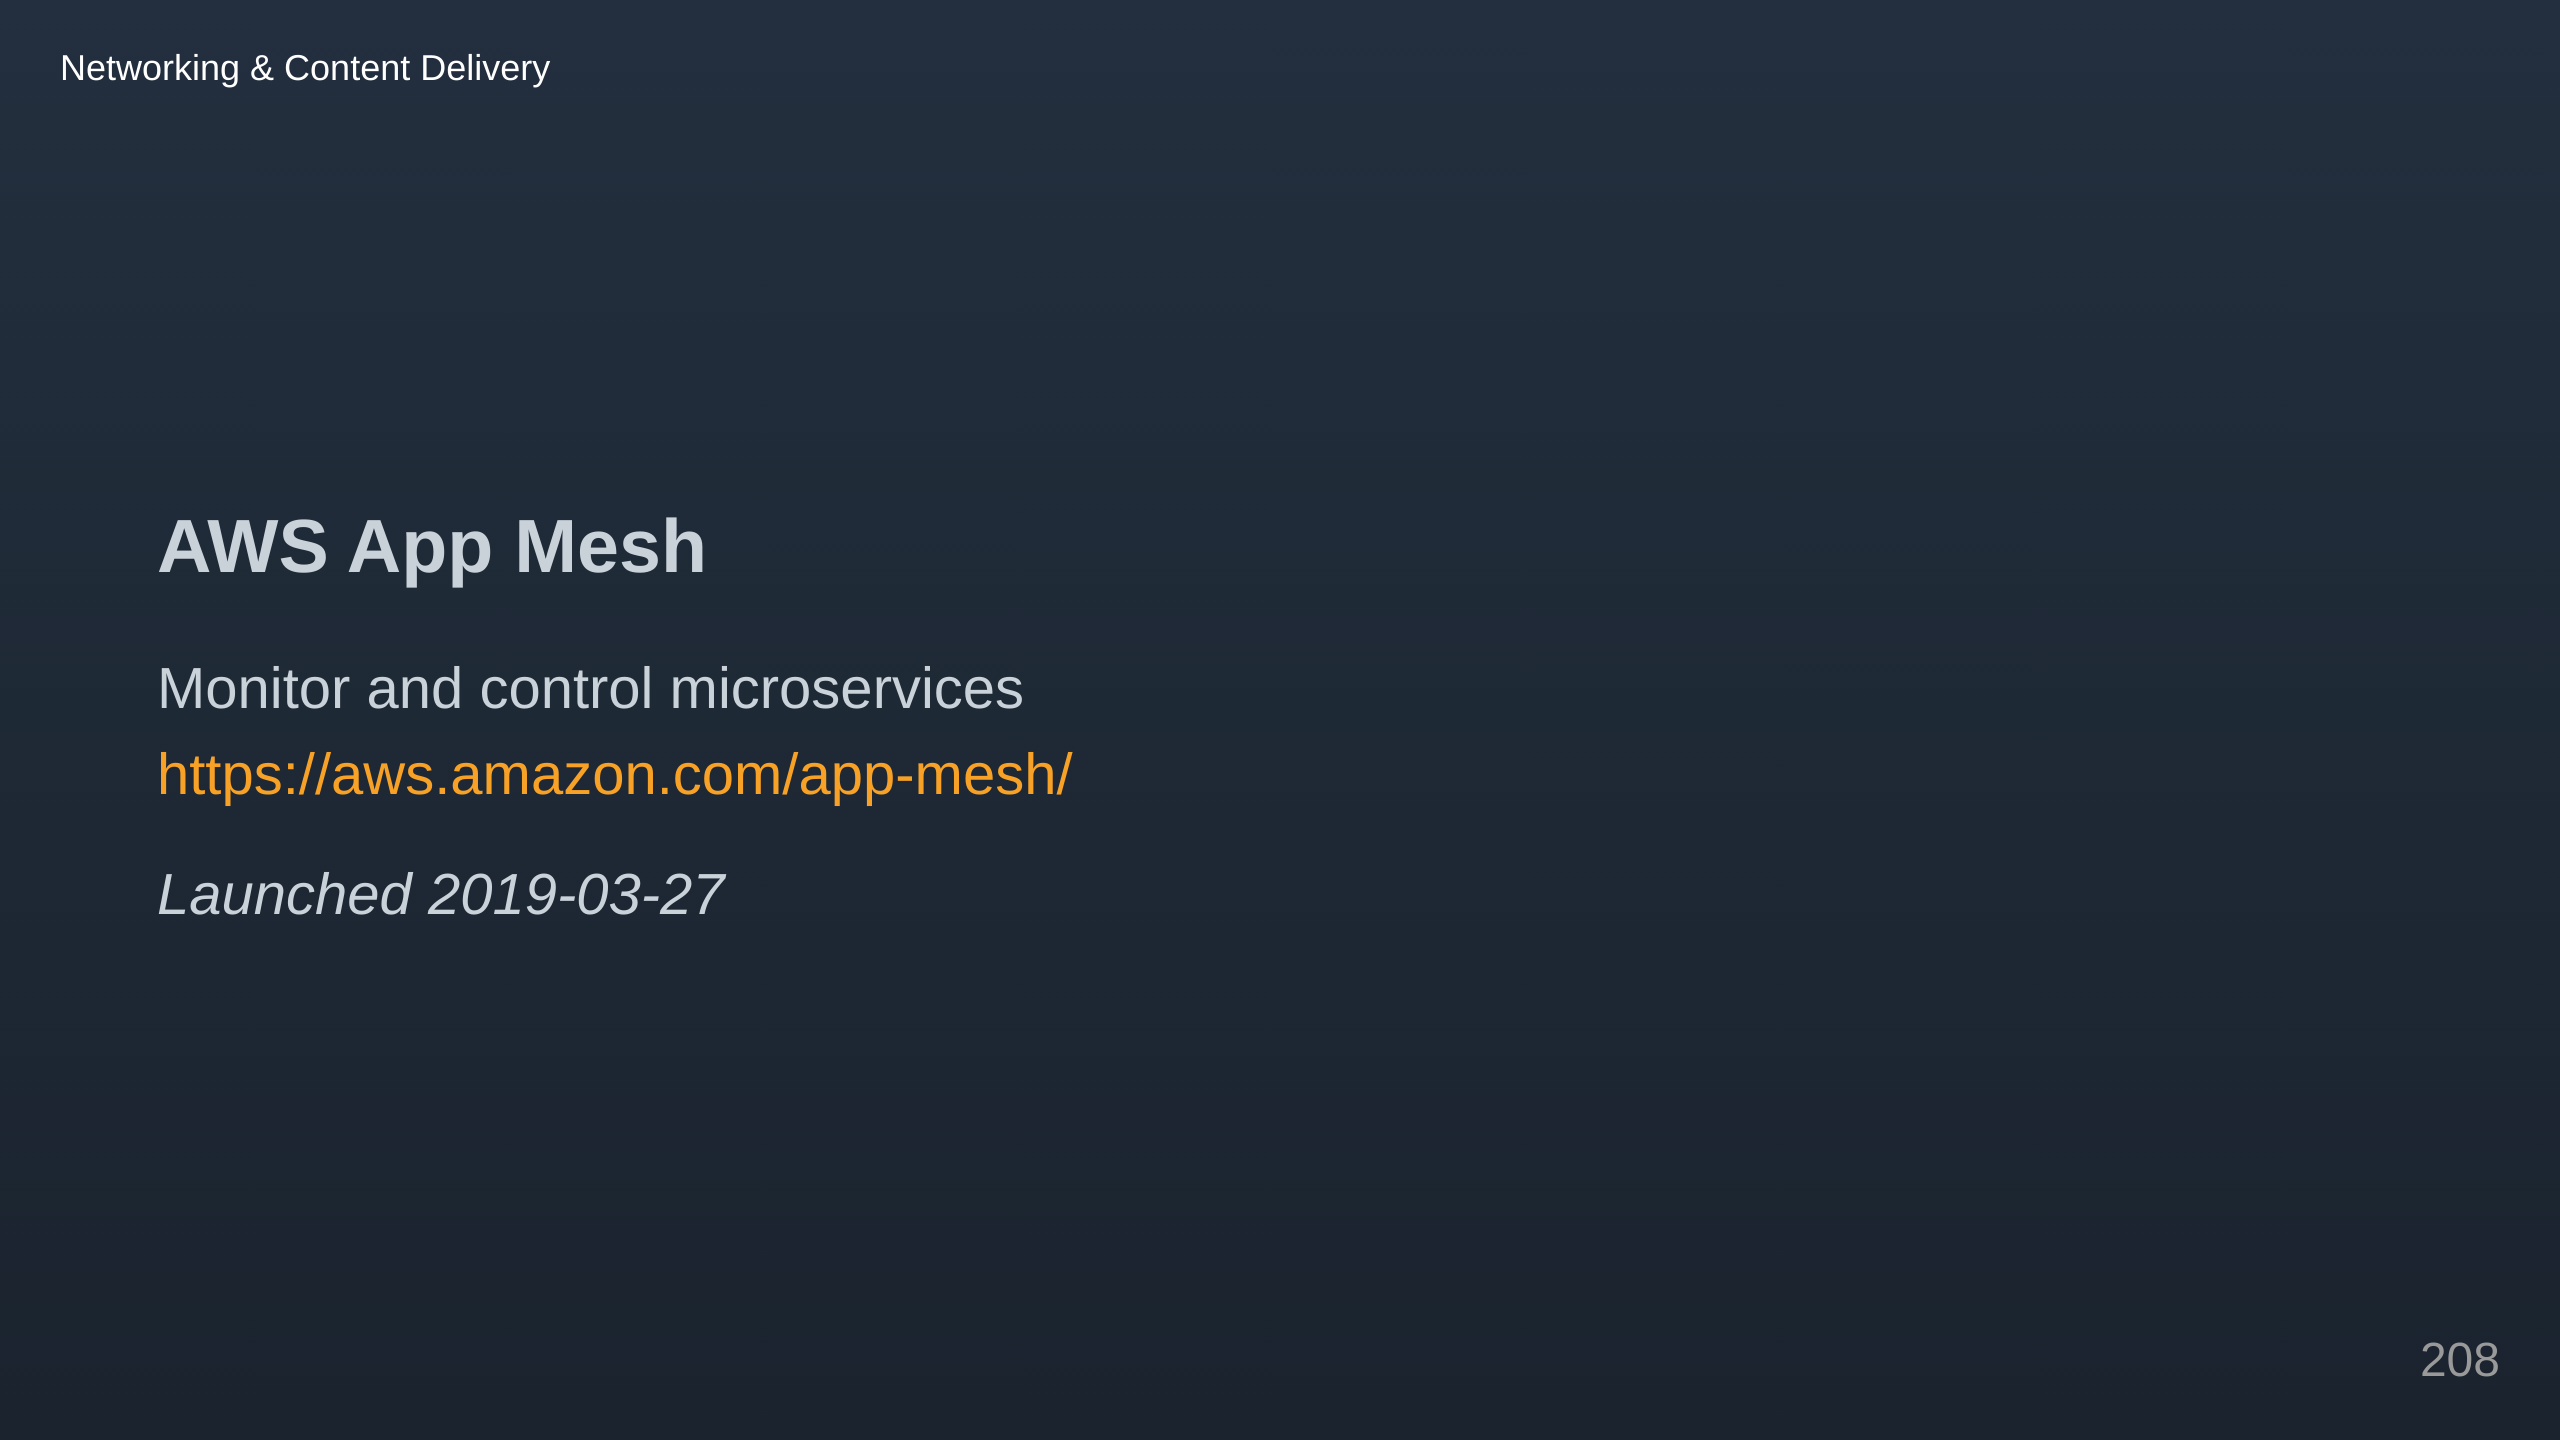 Networking & Content Delivery
AWS App Mesh
Monitor and control microservices
https://aws.amazon.com/app-mesh/
Launched 2019-03-27
208